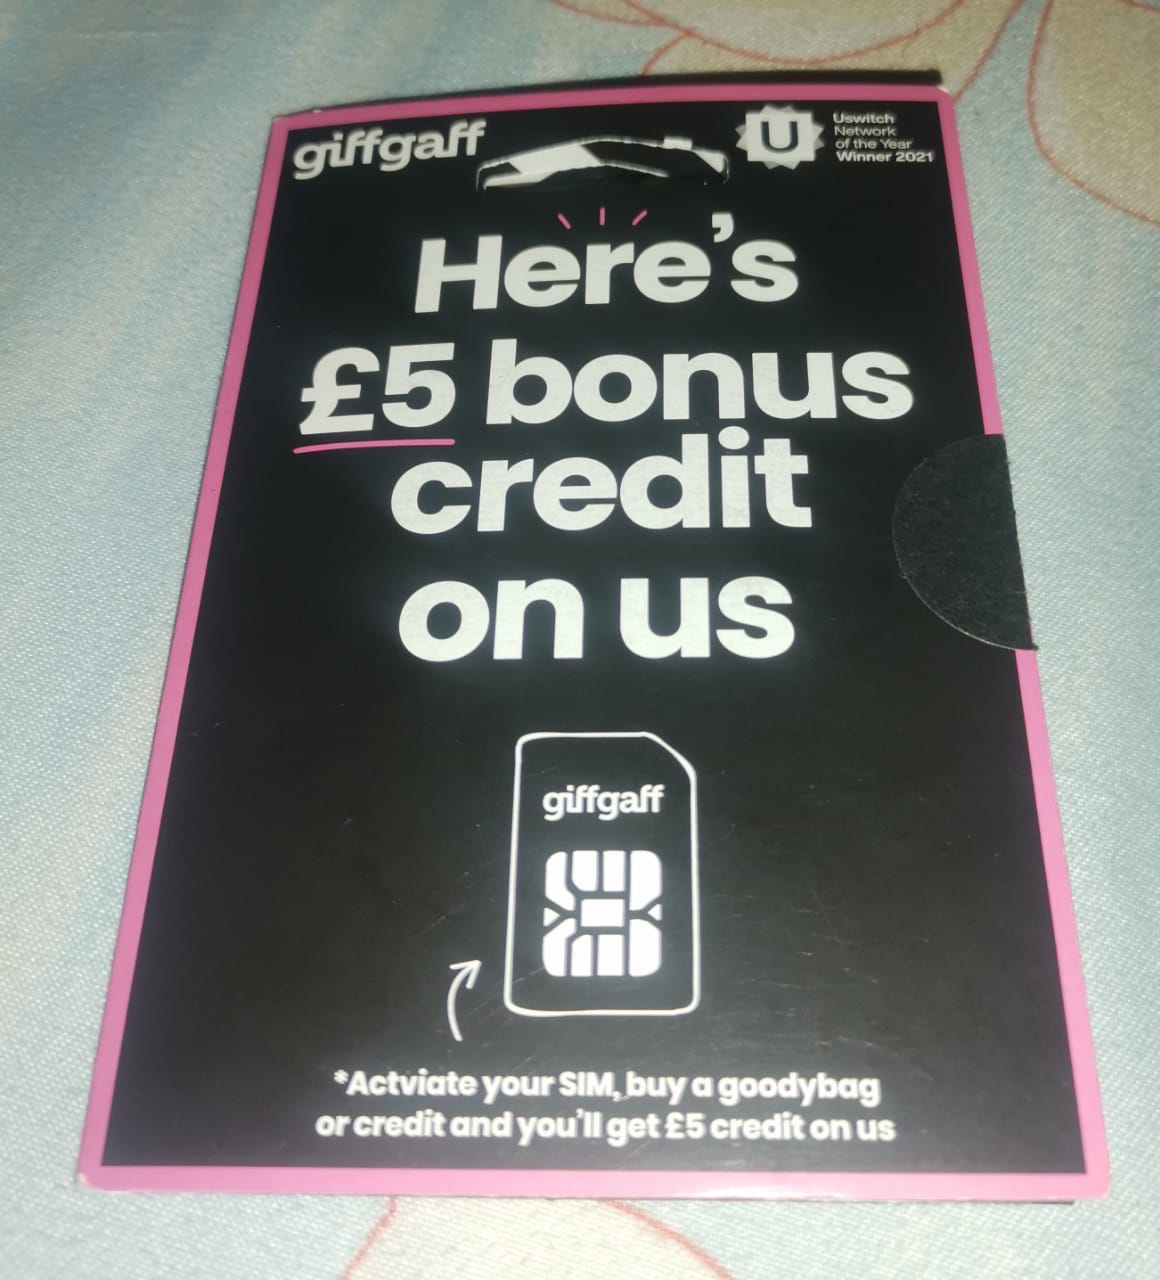 giffgaff
U
Uswitch
Network
of the Year
Winner 2021
Here's
£5 bonus
credit
on us
giffgaff
*Actviate your SIM, buy a goodybag
or credit and you'll get £5 credit on us